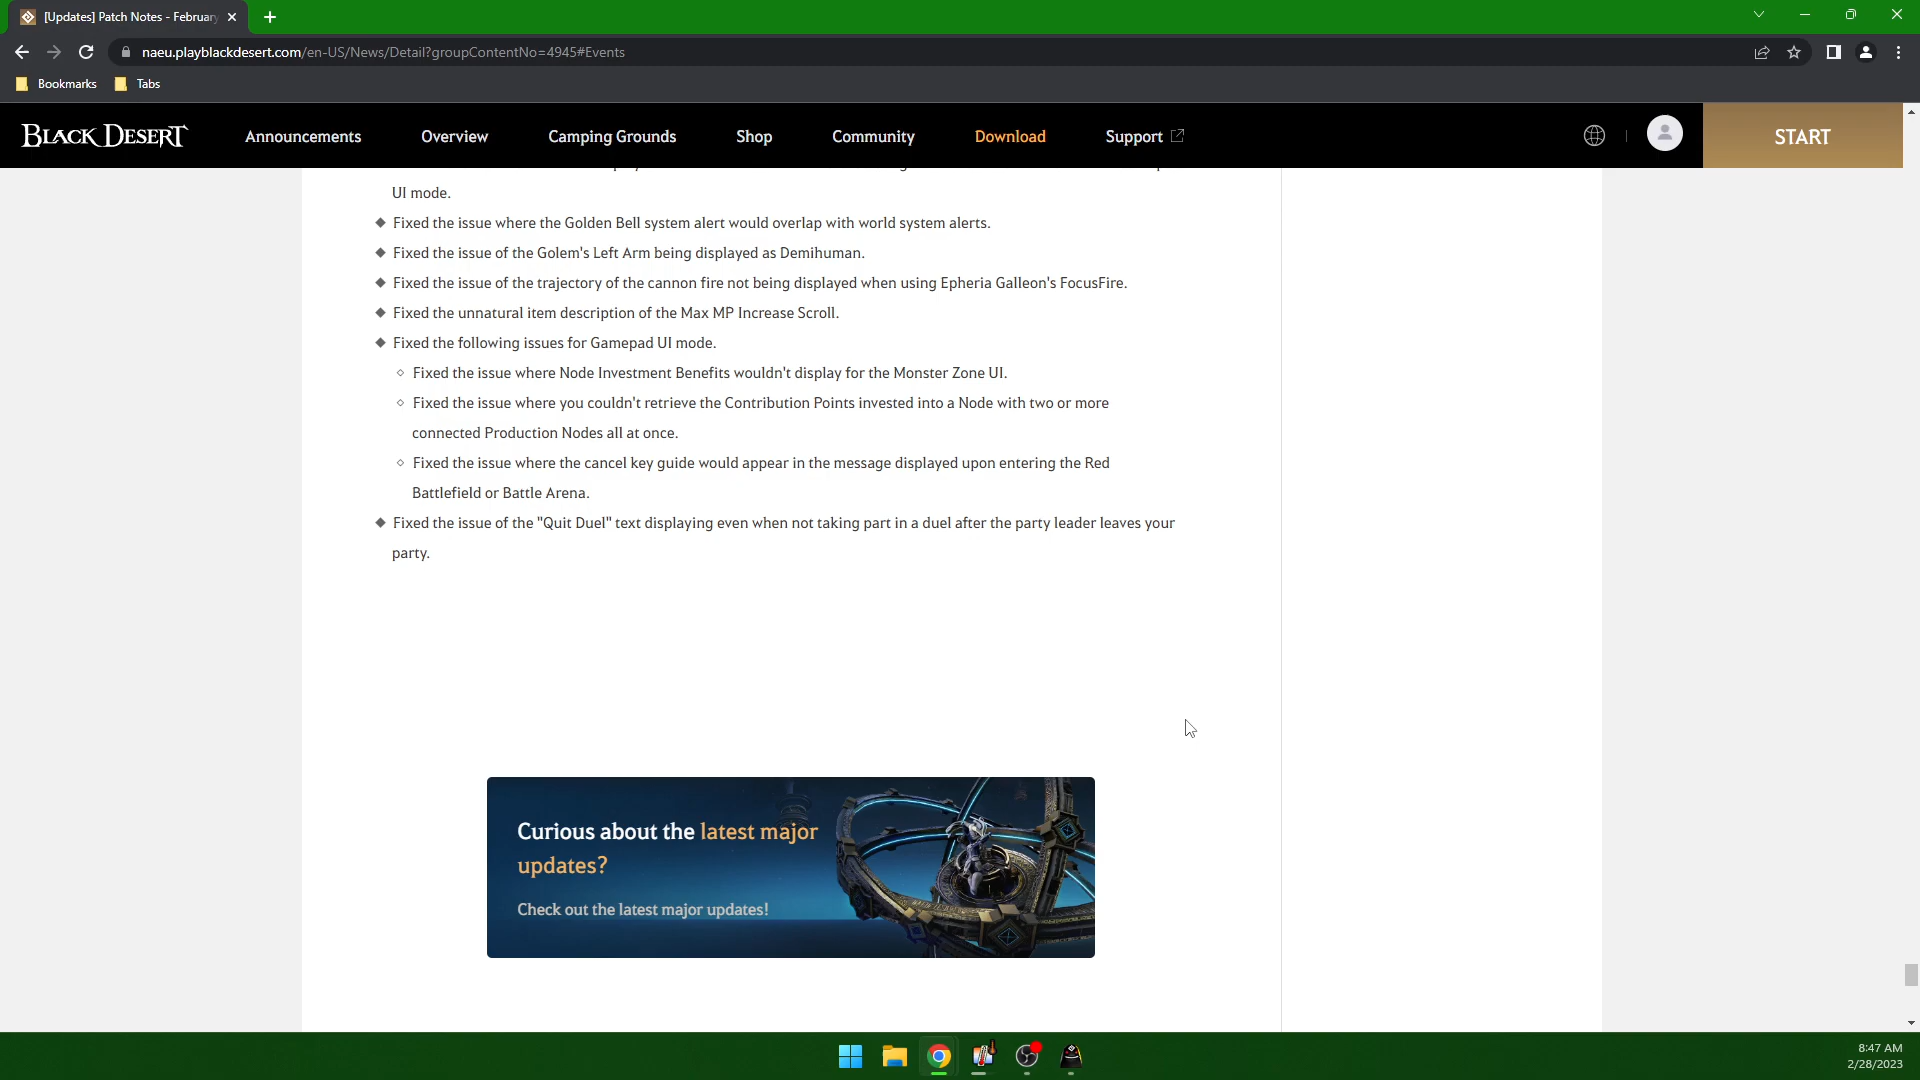 [Updates] Patch Notes - February
naeu.playblackdesert.com/en-US/News/Detail?groupContentNo=4945#Events
Bookmarks Tabs
BLACK DESERT Announcements Overview Camping Grounds Shop Community Download Support START
UI mode.
Fixed the issue where the Golden Bell system alert would overlap with world system alerts.
Fixed the issue of the Golem's Left Arm being displayed as Demihuman.
Fixed the issue of the trajectory of the cannon fire not being displayed when using Epheria Galleon's FocusFire.
Fixed the unnatural item description of the Max MP Increase Scroll.
Fixed the following issues for Gamepad UI mode.
Fixed the issue where Node Investment Benefits wouldn't display for the Monster Zone UI.
Fixed the issue where you couldn't retrieve the Contribution Points invested into a Node with two or more
connected Production Nodes all at once.
Fixed the issue where the cancel key guide would appear in the message displayed upon entering the Red
Battlefield or Battle Arena.
Fixed the issue of the "Quit Duel" text displaying even when not taking part in a duel after the party leader leaves your
party.
Curious about the latest major
updates?
Check out the latest major updates!
8:47 AM
2/28/2023